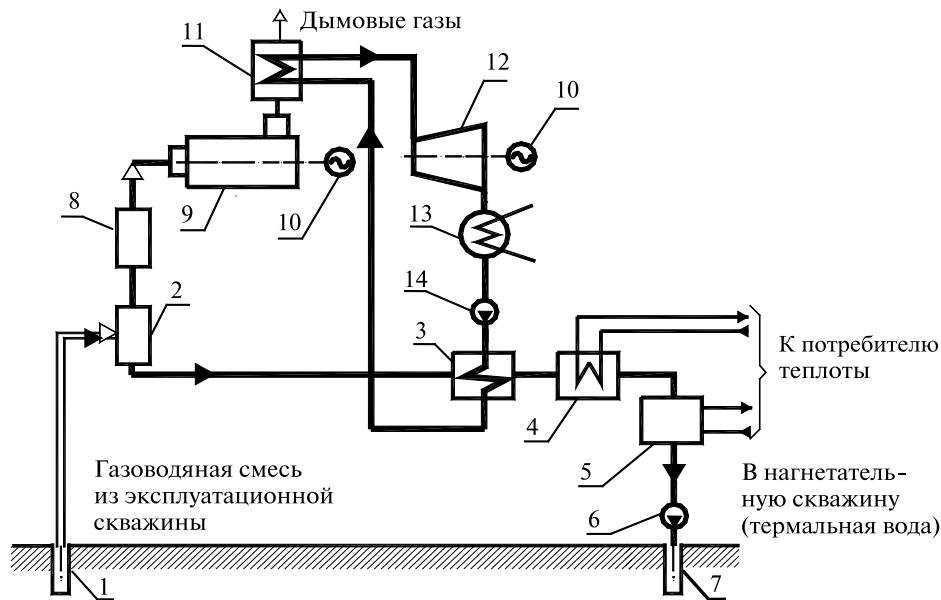 Дымовые газы
11
12
10
8
9
10
13
2
14
3
К потребителю
теплоты
4
5
Газоводяная смесь
из эксплуатационной
скважины
В нагнетатель-
ную скважину
(термальная вода)
6
1
7